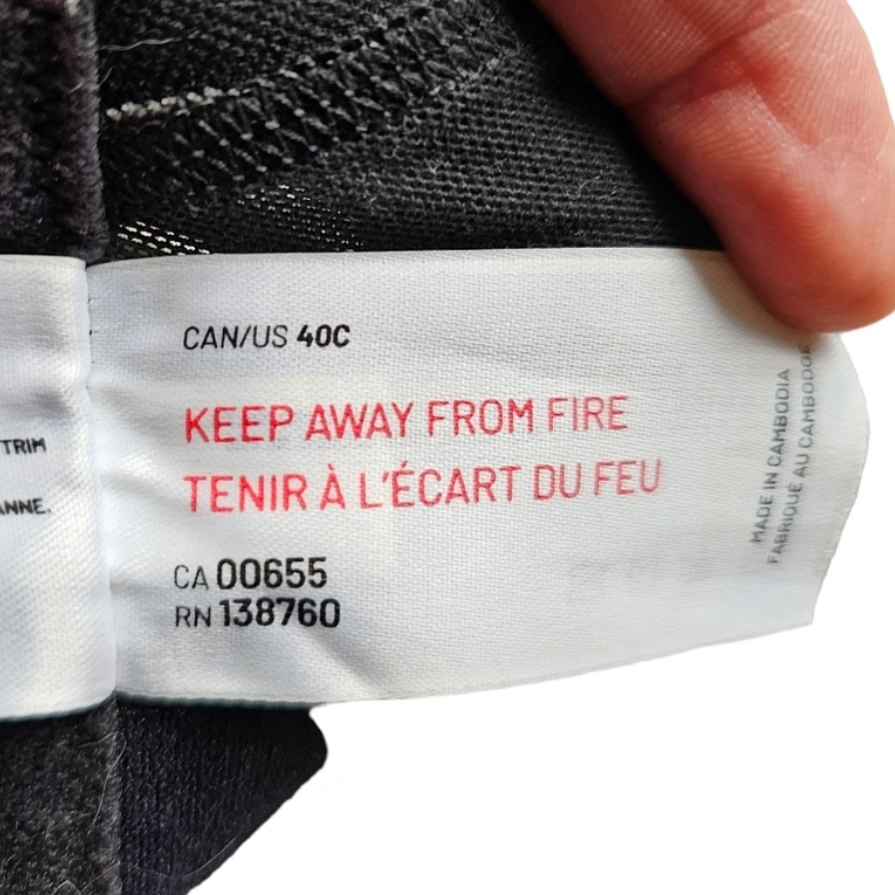 TRIM
ANNE.
CAN/US 40C
KEEP AWAY FROM FIRE
TENIR À L'ÉCART DU FEU
CA 00655
RN 138760
MADE IN CAMBODIA
FABRIQUÉ AU CAMBODGE